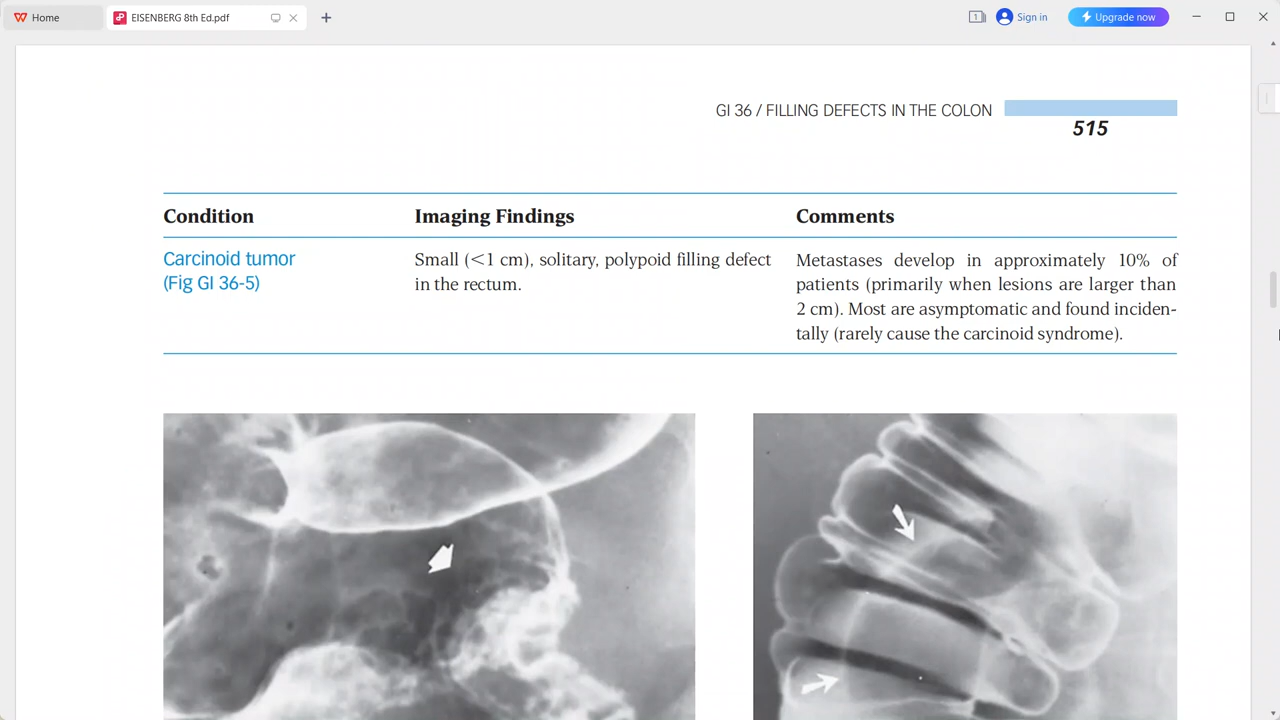 Home
EISENBERG 8th Ed.pdf
1
Sign in
Upgrade now
GI 36 / FILLING DEFECTS IN THE COLON
515
Condition
Imaging Findings
Comments
Carcinoid tumor
(Fig GI 36-5)
Small (<1 cm), solitary, polypoid filling defect
in the rectum.
Metastases develop in approximately 10% of
patients (primarily when lesions are larger than
2 cm). Most are asymptomatic and found inciden-
tally (rarely cause the carcinoid syndrome).